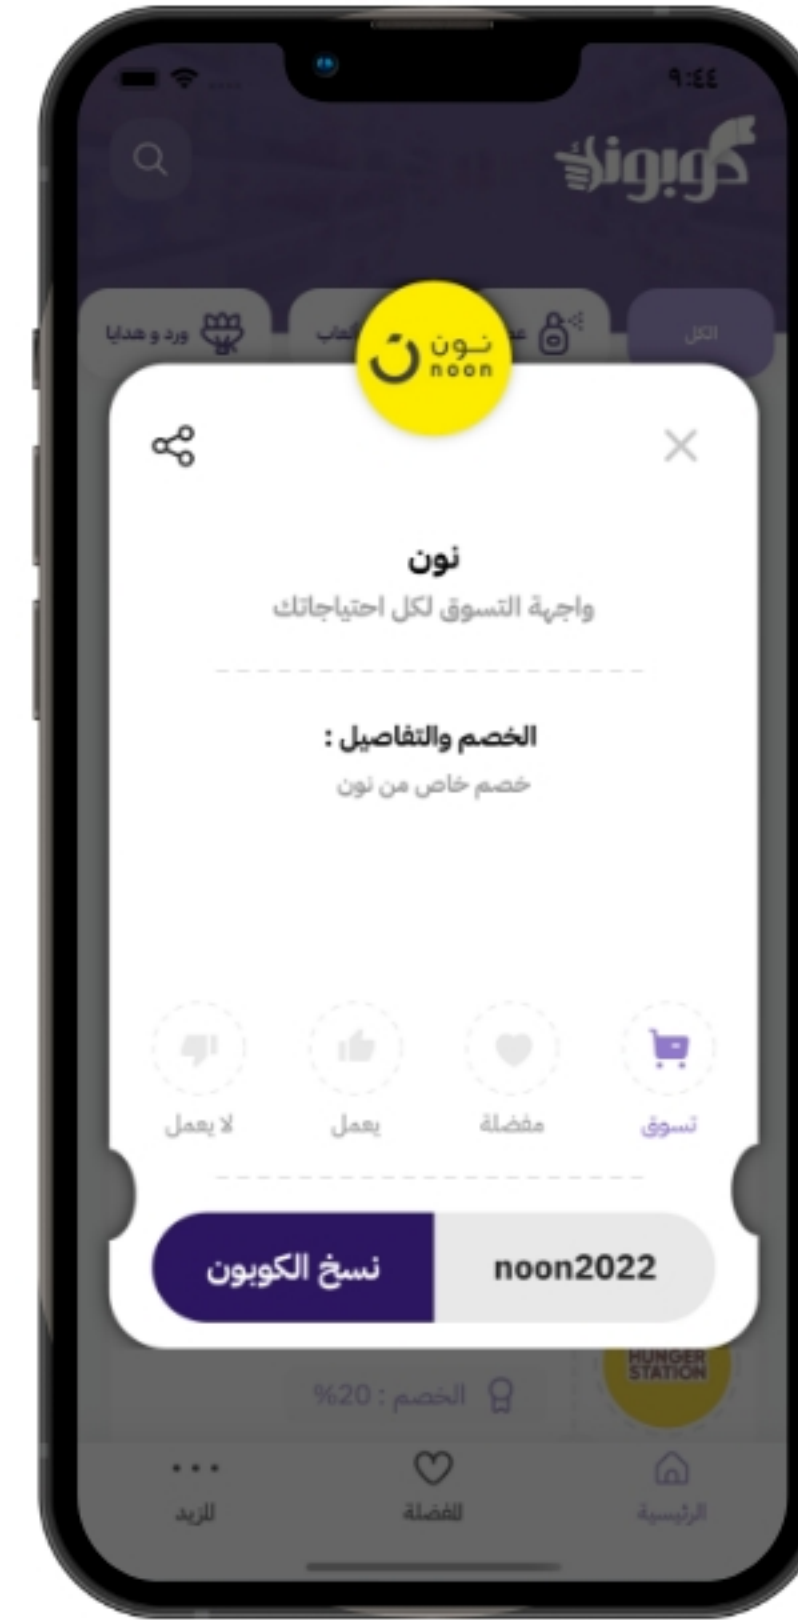 ٩:٤٤
كوبونك
الكل
ورد و هدايا
نـون
noon
نون
واجهة التسوق لكل احتياجاتك
الخصم والتفاصيل :
خصم خاص من نون
تسوق
مفضلة
يعمل
لا يعمل
noon2022
نسخ الكوبون
HUNGER
STATION
الخصم : 20%
الرئيسية
المفضلة
المزيد